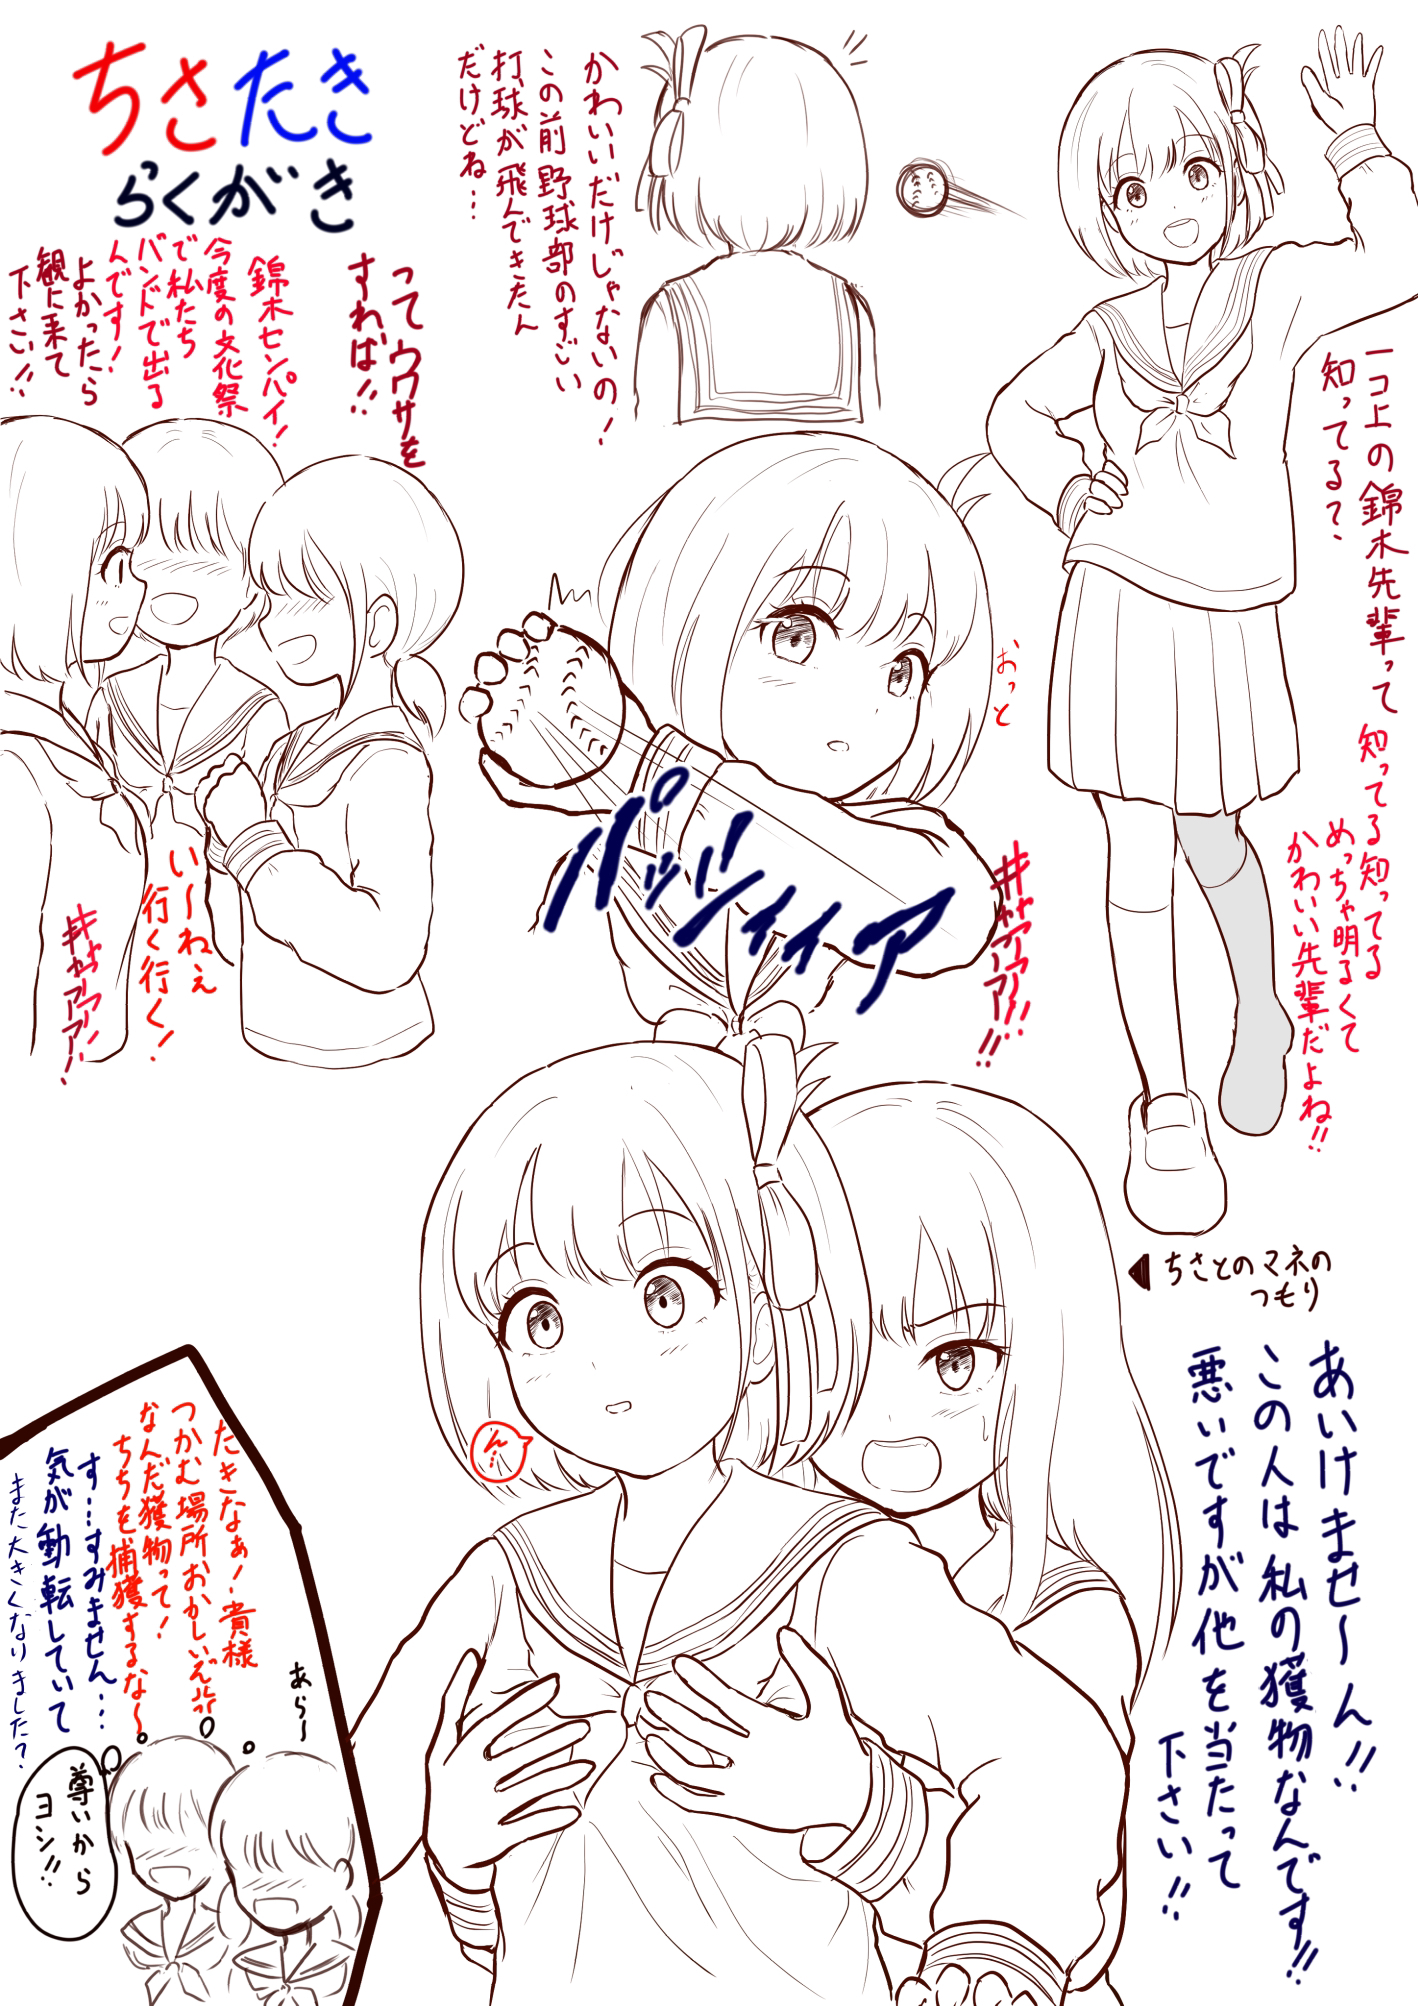 ちさたき
らくがき
一コ上の錦木先輩って
知ってる?
知ってる知ってる
めっちゃ明るくて
かわいい先輩だよね!!
かわいいだけじゃないの!
この前野球部のすごい
打球が飛んできたん
だけどね…
おっと
パッシィィア
キャアアア!!
キャアア!!
ってウワサを
すれば!!
錦木センパイ!
今度の文化祭
で私たち
バンドで出る
んです!
よかったら
観に来て
下さい!!
い〜ねぇ
行く行く!
キャアアー!
キャアア!
◀ちさとのマネの
つもり
あいけませ〜ん!!
この人は私の獲物なんです!!
悪いですが他を当たって
下さい!!
ん…
たきなぁ!貴様
つかむ場所おかしいぞ
なんだ獲物って!
ちちを捕獲するな〜
す…すみません…
気が動転していて
また大きくなりました?
あら〜
尊いから
ヨシ!!